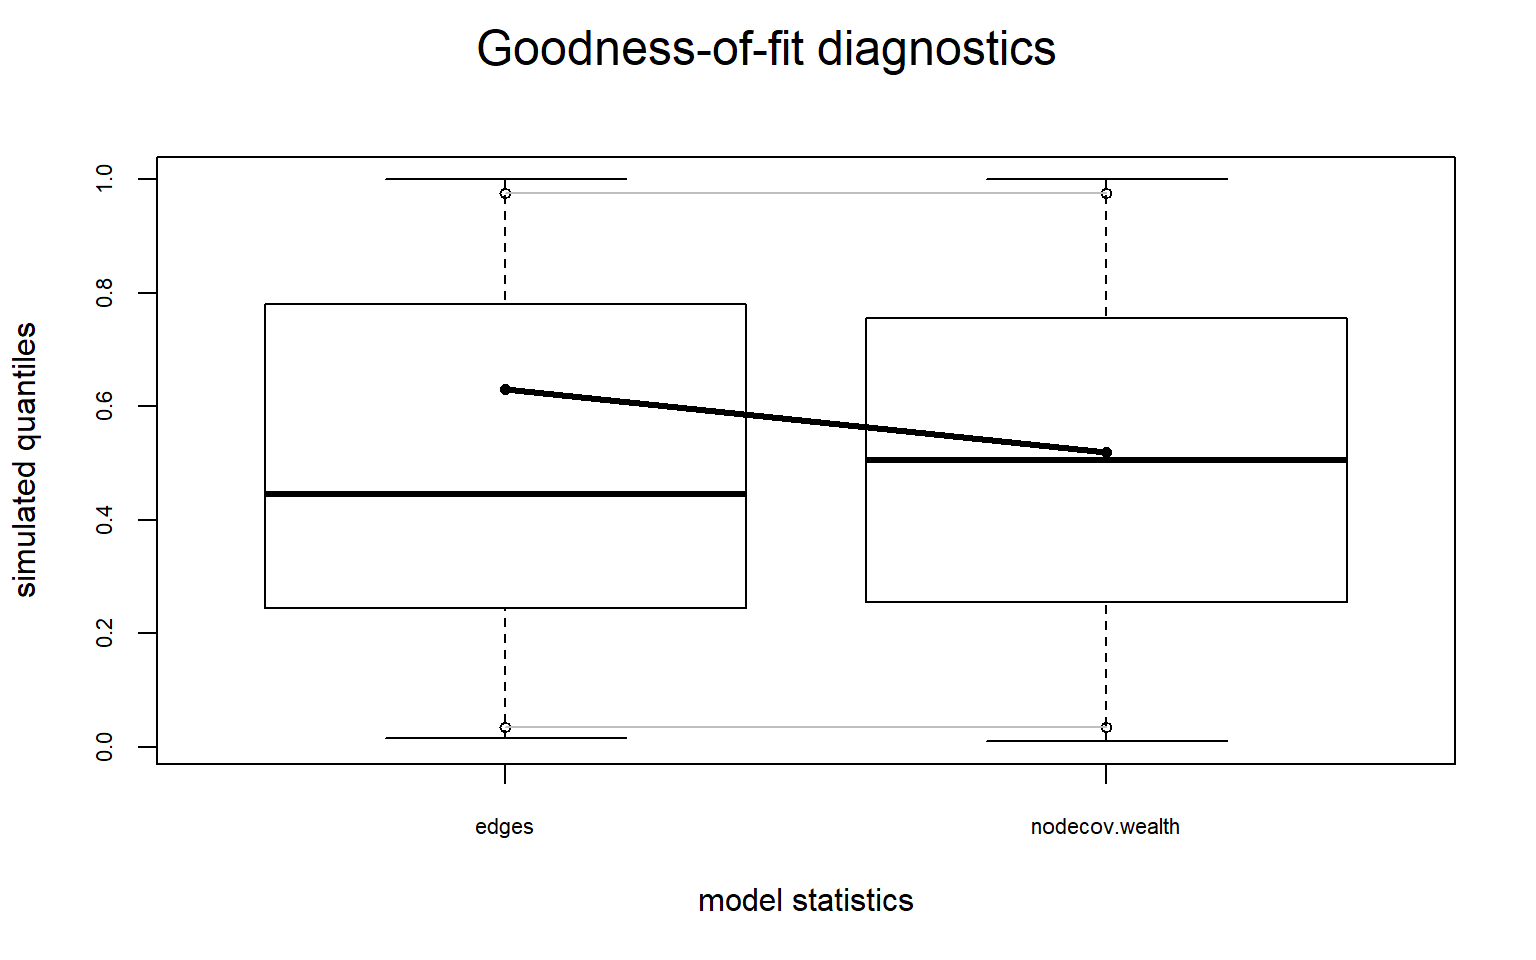 Goodness-of-fit diagnostics
simulated quantiles
1.0
0.8
0.6
0.4
0.2
0.0
edges
nodecov.wealth
model statistics